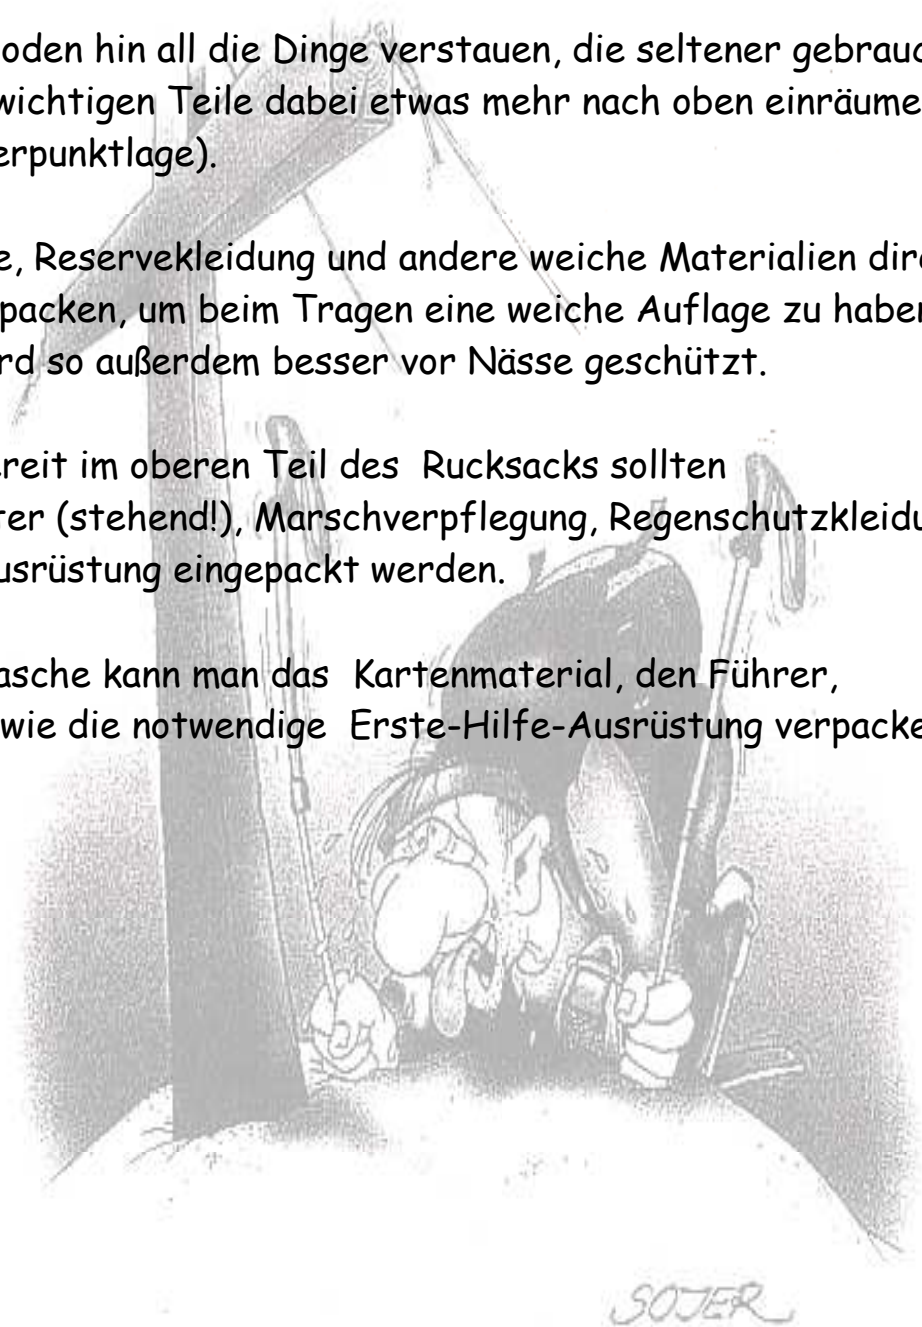 oden hin all die Dinge verstauen, die seltener gebrauc
wichtigen Teile dabei etwas mehr nach oben einräume
erpunktlage).
e, Reservekleidung und andere weiche Materialien dire
packen, um beim Tragen eine weiche Auflage zu haben
rd so außerdem besser vor Nässe geschützt.
reit im oberen Teil des Rucksacks sollten
ter (stehend!), Marschverpflegung, Regenschutzkleidu
usrüstung eingepackt werden.
asche kann man das Kartenmaterial, den Führer,
wie die notwendige Erste-Hilfe-Ausrüstung verpacke
SOJER